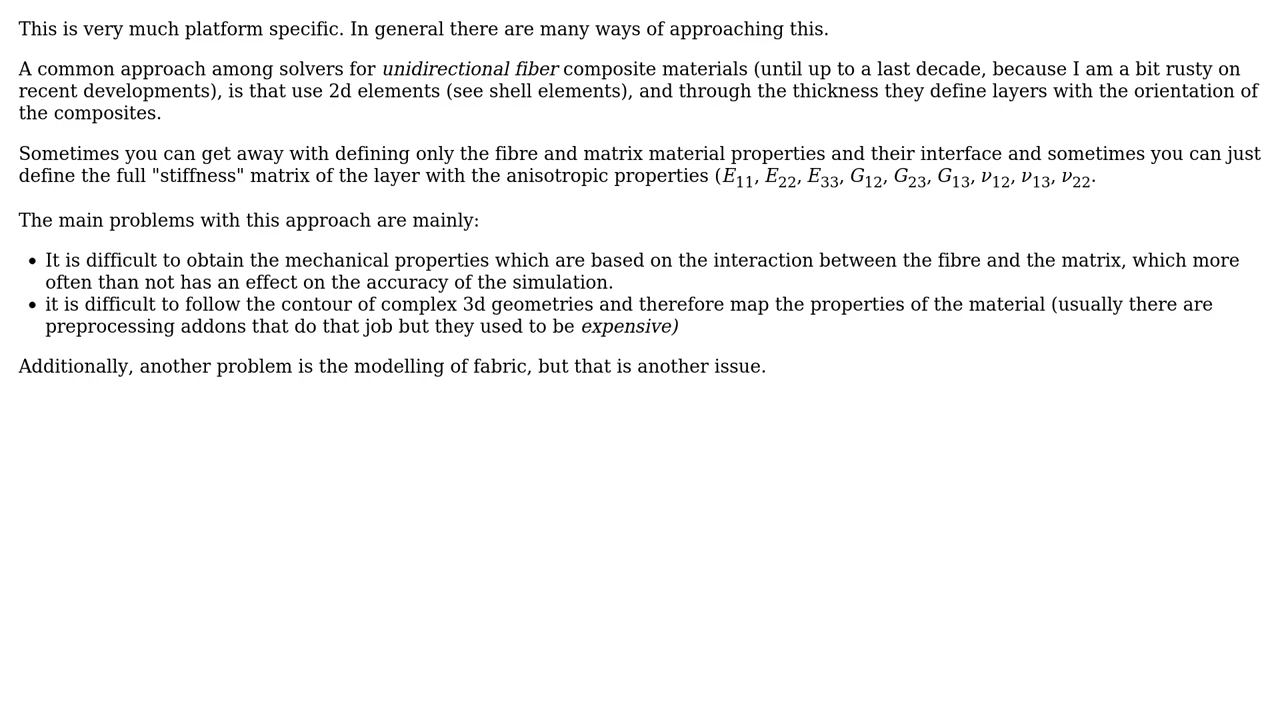 This is very much platform specific. In general there are many ways of approaching this.
A common approach among solvers for unidirectional fiber composite materials (until up to a last decade, because I am a bit rusty on
recent developments), is that use 2d elements (see shell elements), and through the thickness they define layers with the orientation of
the composites.
Sometimes you can get away with defining only the fibre and matrix material properties and their interface and sometimes you can just
define the full "stiffness" matrix of the layer with the anisotropic properties (E₁₁, E₂₂, E₃₃, G₁₂, G₂₃, G₁₃, ν₁₂, ν₁₃, ν₂₂.
The main problems with this approach are mainly:
• It is difficult to obtain the mechanical properties which are based on the interaction between the fibre and the matrix, which more
often than not has an effect on the accuracy of the simulation.
• it is difficult to follow the contour of complex 3d geometries and therefore map the properties of the material (usually there are
preprocessing addons that do that job but they used to be expensive)
Additionally, another problem is the modelling of fabric, but that is another issue.